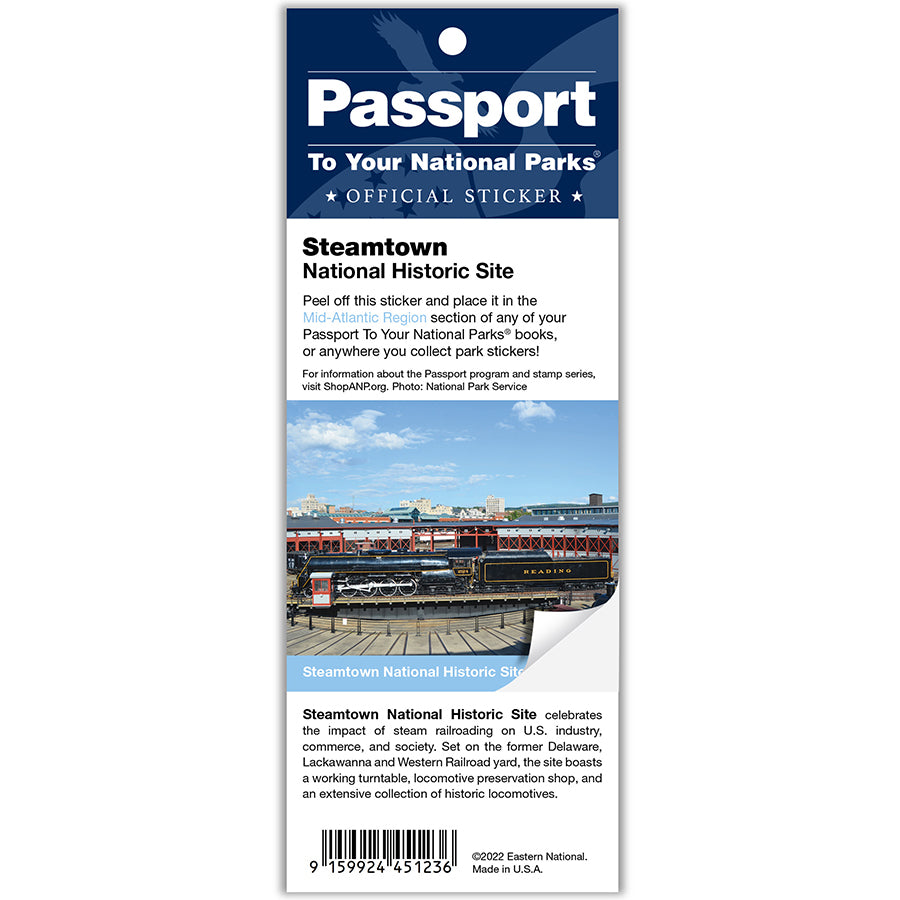 Passport
To Your National Parks®
★ OFFICIAL STICKER ★
Steamtown
National Historic Site
Peel off this sticker and place it in the
Mid-Atlantic Region section of any of your
Passport To Your National Parks® books,
or anywhere you collect park stickers!
For information about the Passport program and stamp series,
visit ShopANP.org. Photo: National Park Service
READING
Steamtown National Historic Site
Steamtown National Historic Site celebrates
the impact of steam railroading on U.S. industry,
commerce, and society. Set on the former Delaware,
Lackawanna and Western Railroad yard, the site boasts
a working turntable, locomotive preservation shop, and
an extensive collection of historic locomotives.
9 159924 451236
©2022 Eastern National.
Made in U.S.A.